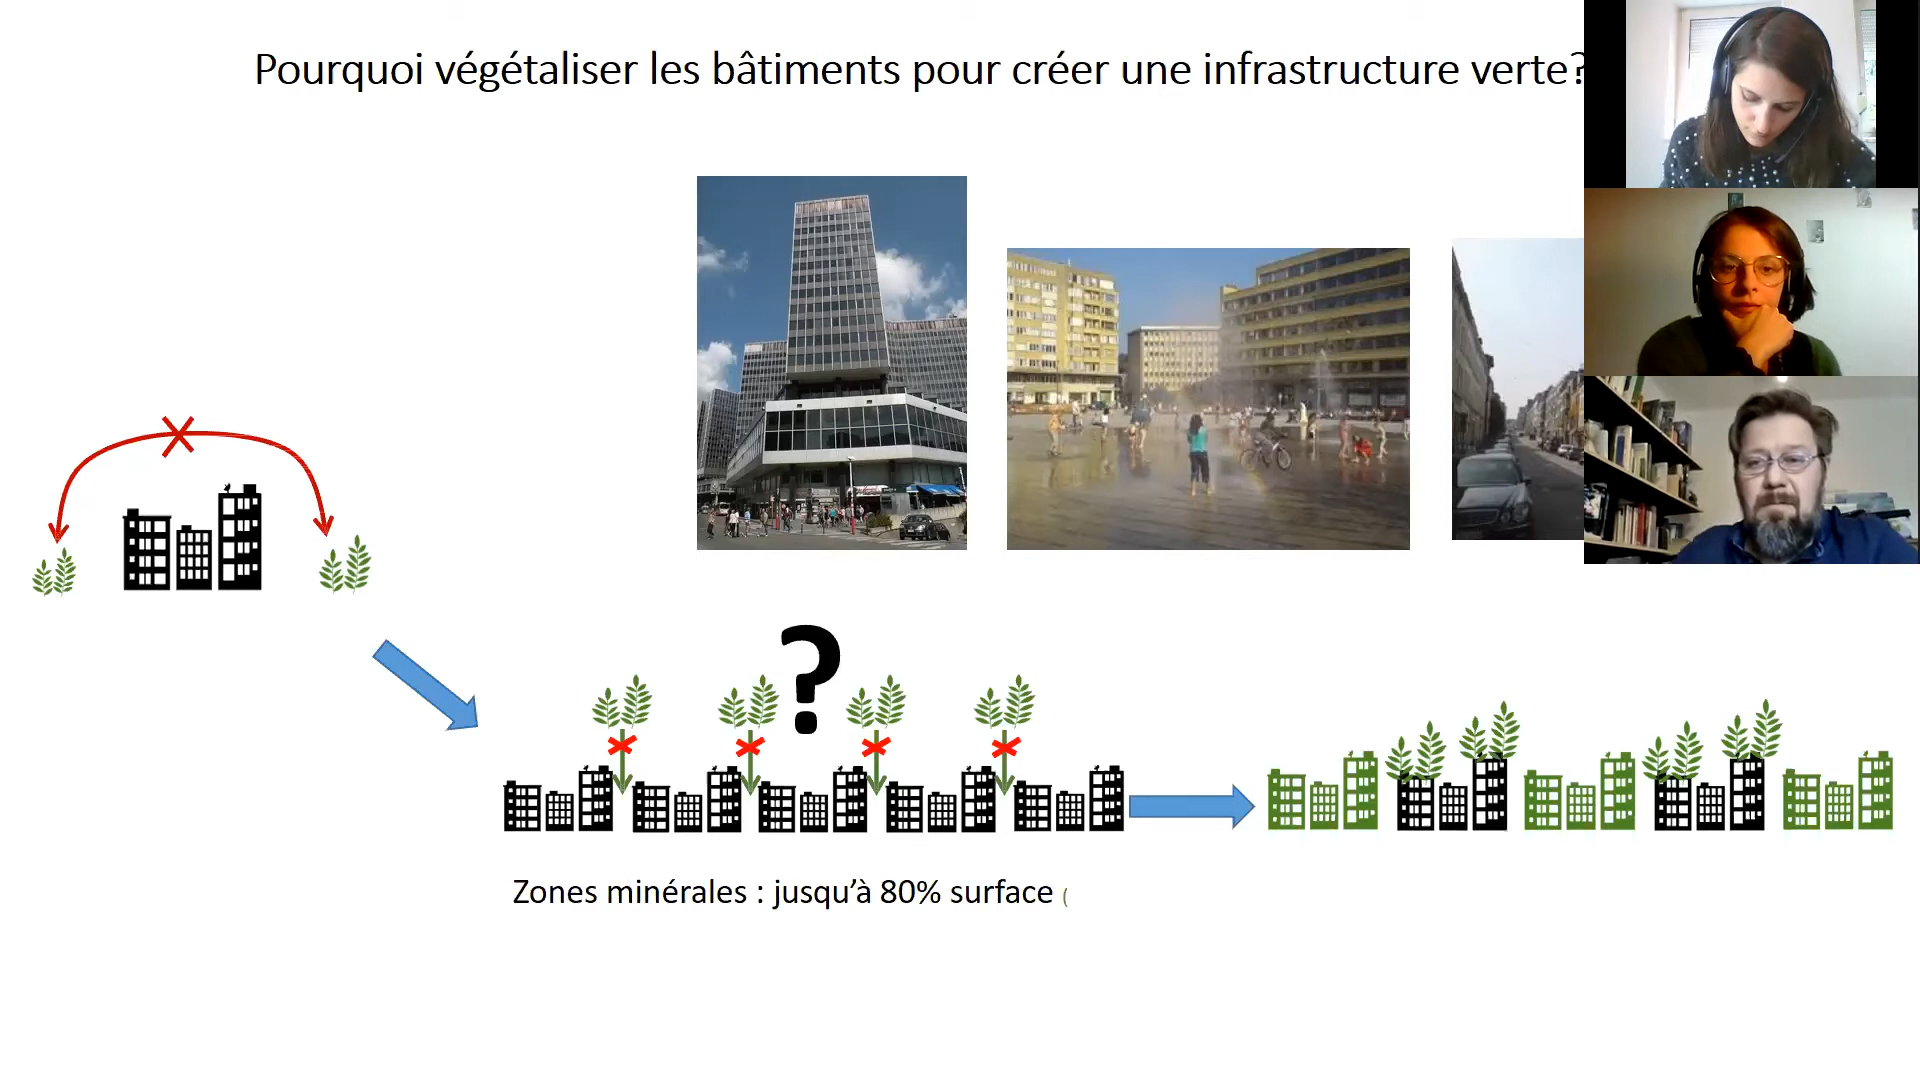 Pourquoi végétaliser les bâtiments pour créer une infrastructure verte?
?
Zones minérales : jusqu’à 80% surface (